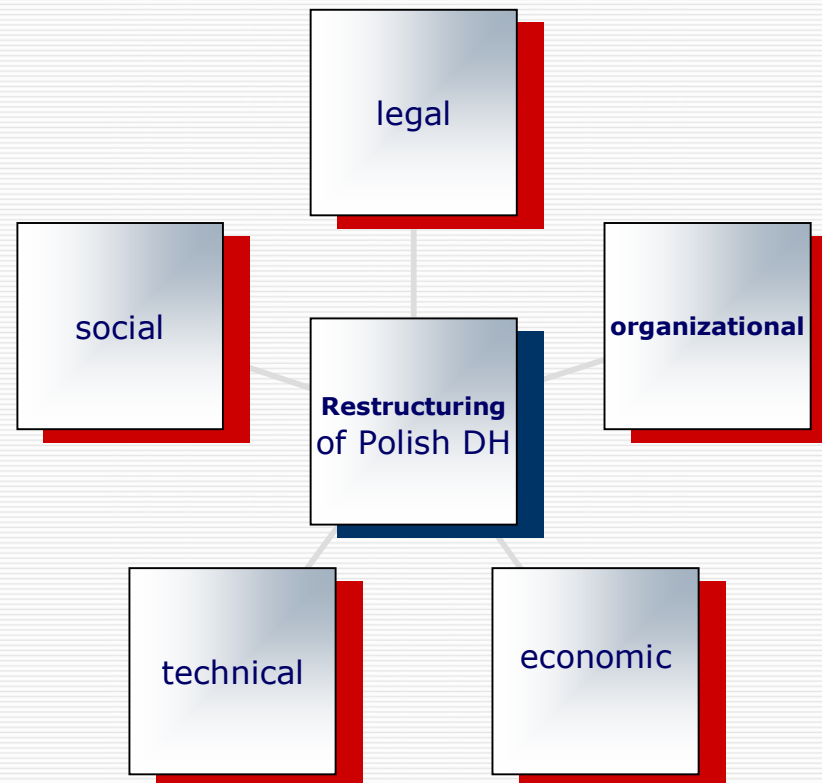 legal
social
organizational
Restructuring
of Polish DH
technical
economic